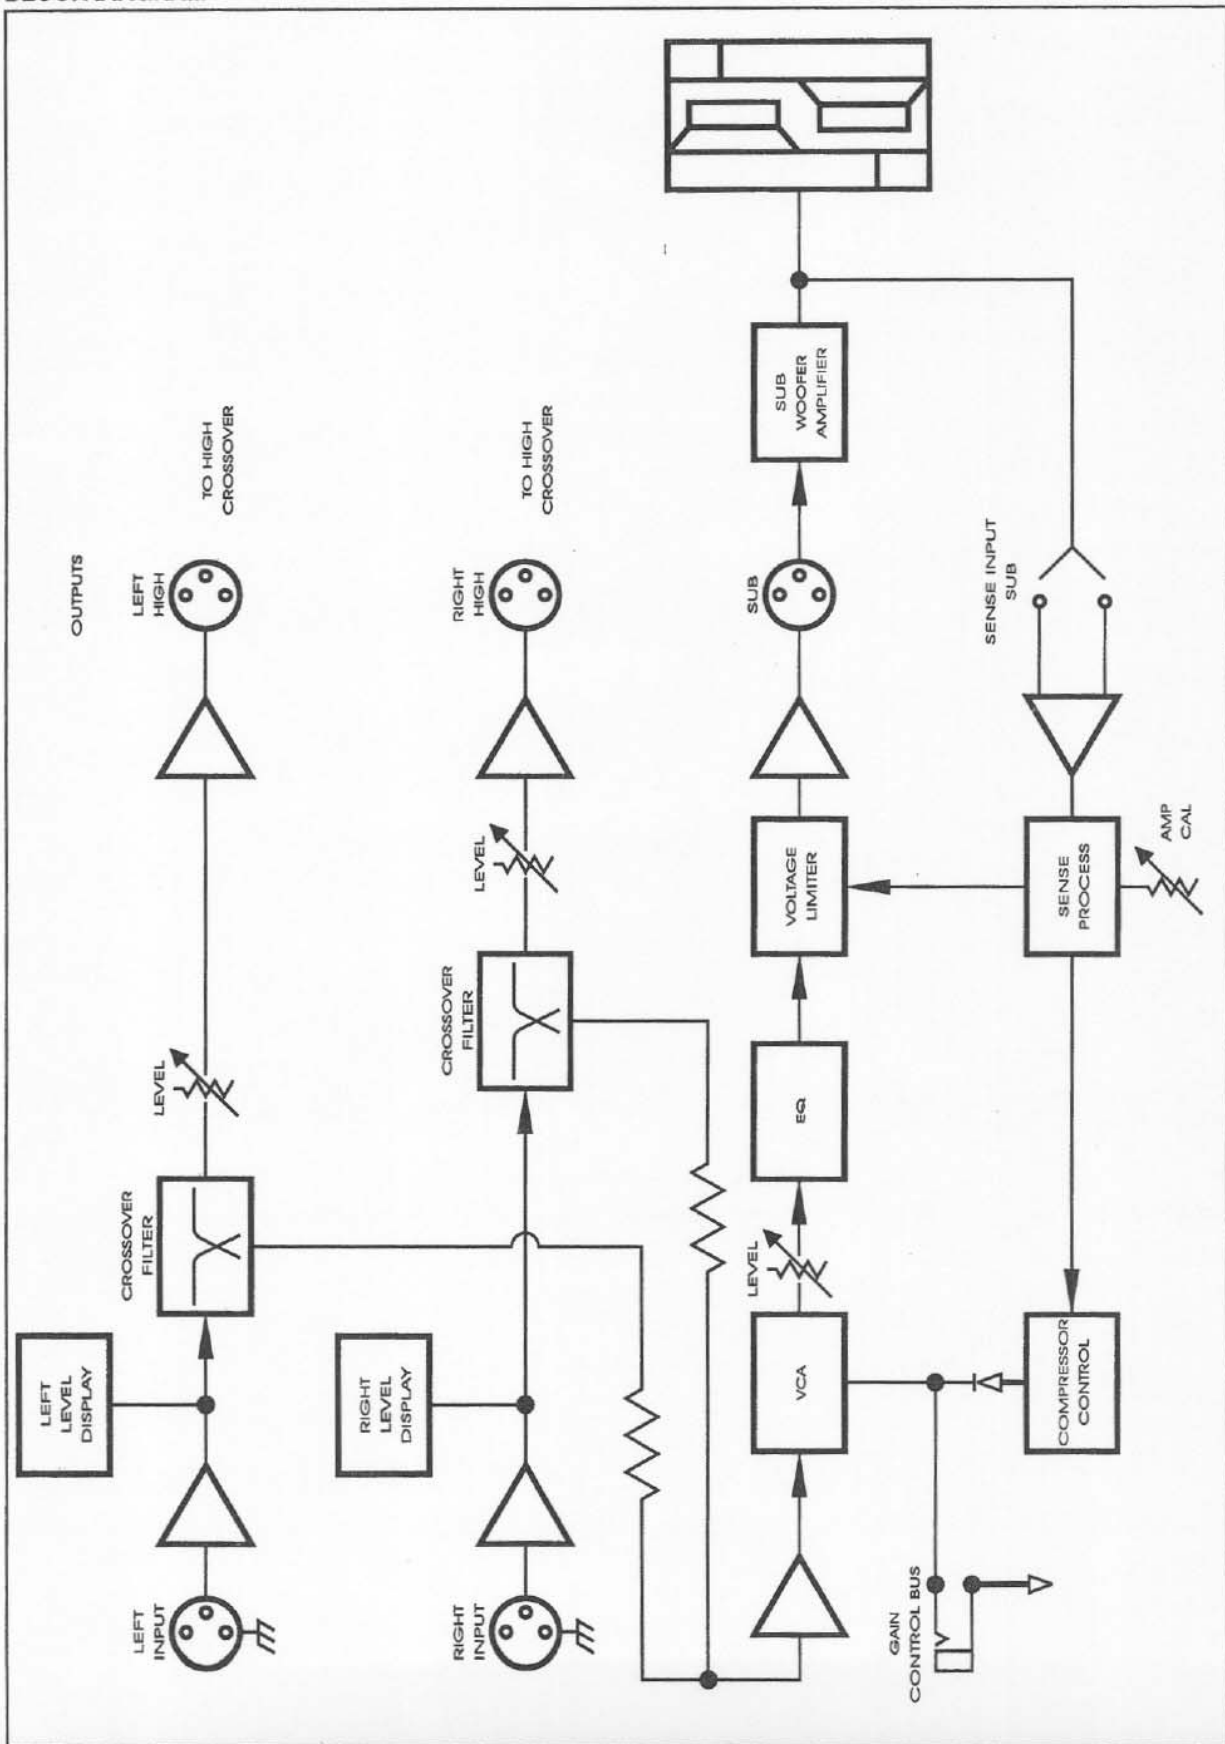 OUTPUTS
LEFT
INPUT
LEFT
LEVEL
DISPLAY
CROSSOVER
FILTER
LEVEL
LEFT
HIGH
TO HIGH
CROSSOVER
RIGHT
INPUT
RIGHT
LEVEL
DISPLAY
CROSSOVER
FILTER
LEVEL
RIGHT
HIGH
TO HIGH
CROSSOVER
VCA
LEVEL
EQ
VOLTAGE
LIMITER
SUB
SUB
WOOFER
AMPLIFIER
GAIN
CONTROL BUS
COMPRESSOR
CONTROL
SENSE
PROCESS
AMP
CAL
SENSE INPUT
SUB